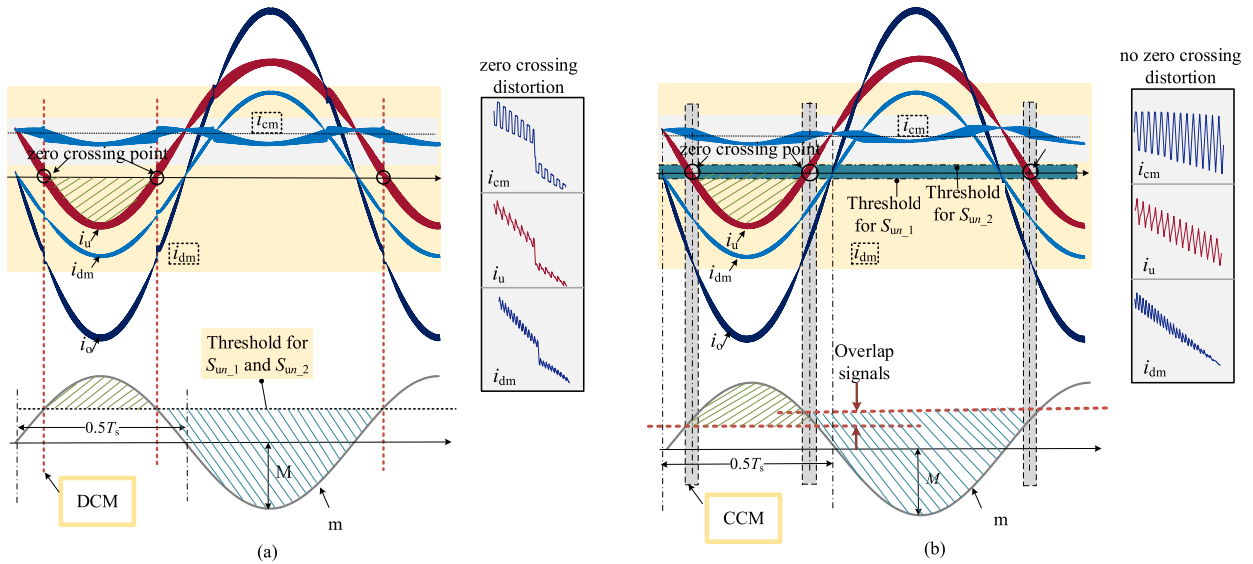 zero crossing
distortion
i_cm
zero crossing point
i_cm
i_u
i_dm
i_dm
i_u
i_o
i_dm
Threshold for
S_un_1 and S_un_2
0.5T_s
M
DCM
m
(a)
no zero crossing
distortion
i_cm
zero crossing point
i_cm
Threshold
for S_un_2
Threshold
for S_un_1
i_u
i_dm
i_dm
i_u
i_o
i_dm
Overlap
signals
0.5T_s
M
CCM
m
(b)